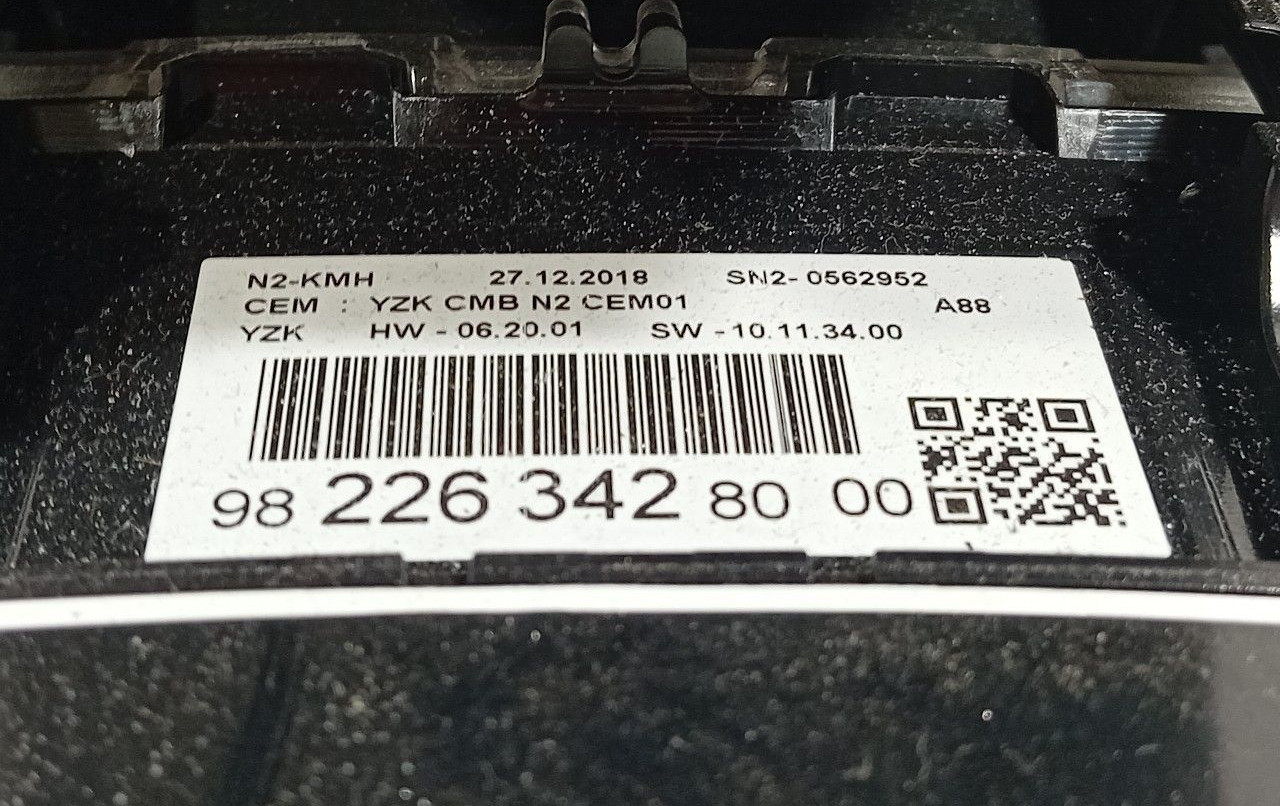 N2-KMH 27.12.2018 SN2- 0562952
CEM : YZK CMB N2 CEM01 A88
YZK HW - 06.20.01 SW - 10.11.34.00
98 226 342 80 00